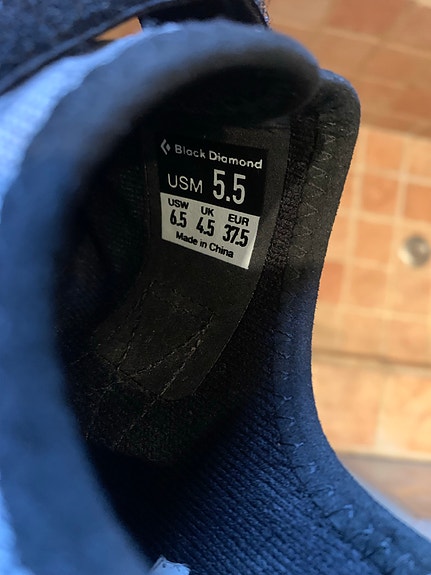 Black Diamond
USM 5.5
USW UK EUR
6.5 4.5 37.5
Made in China